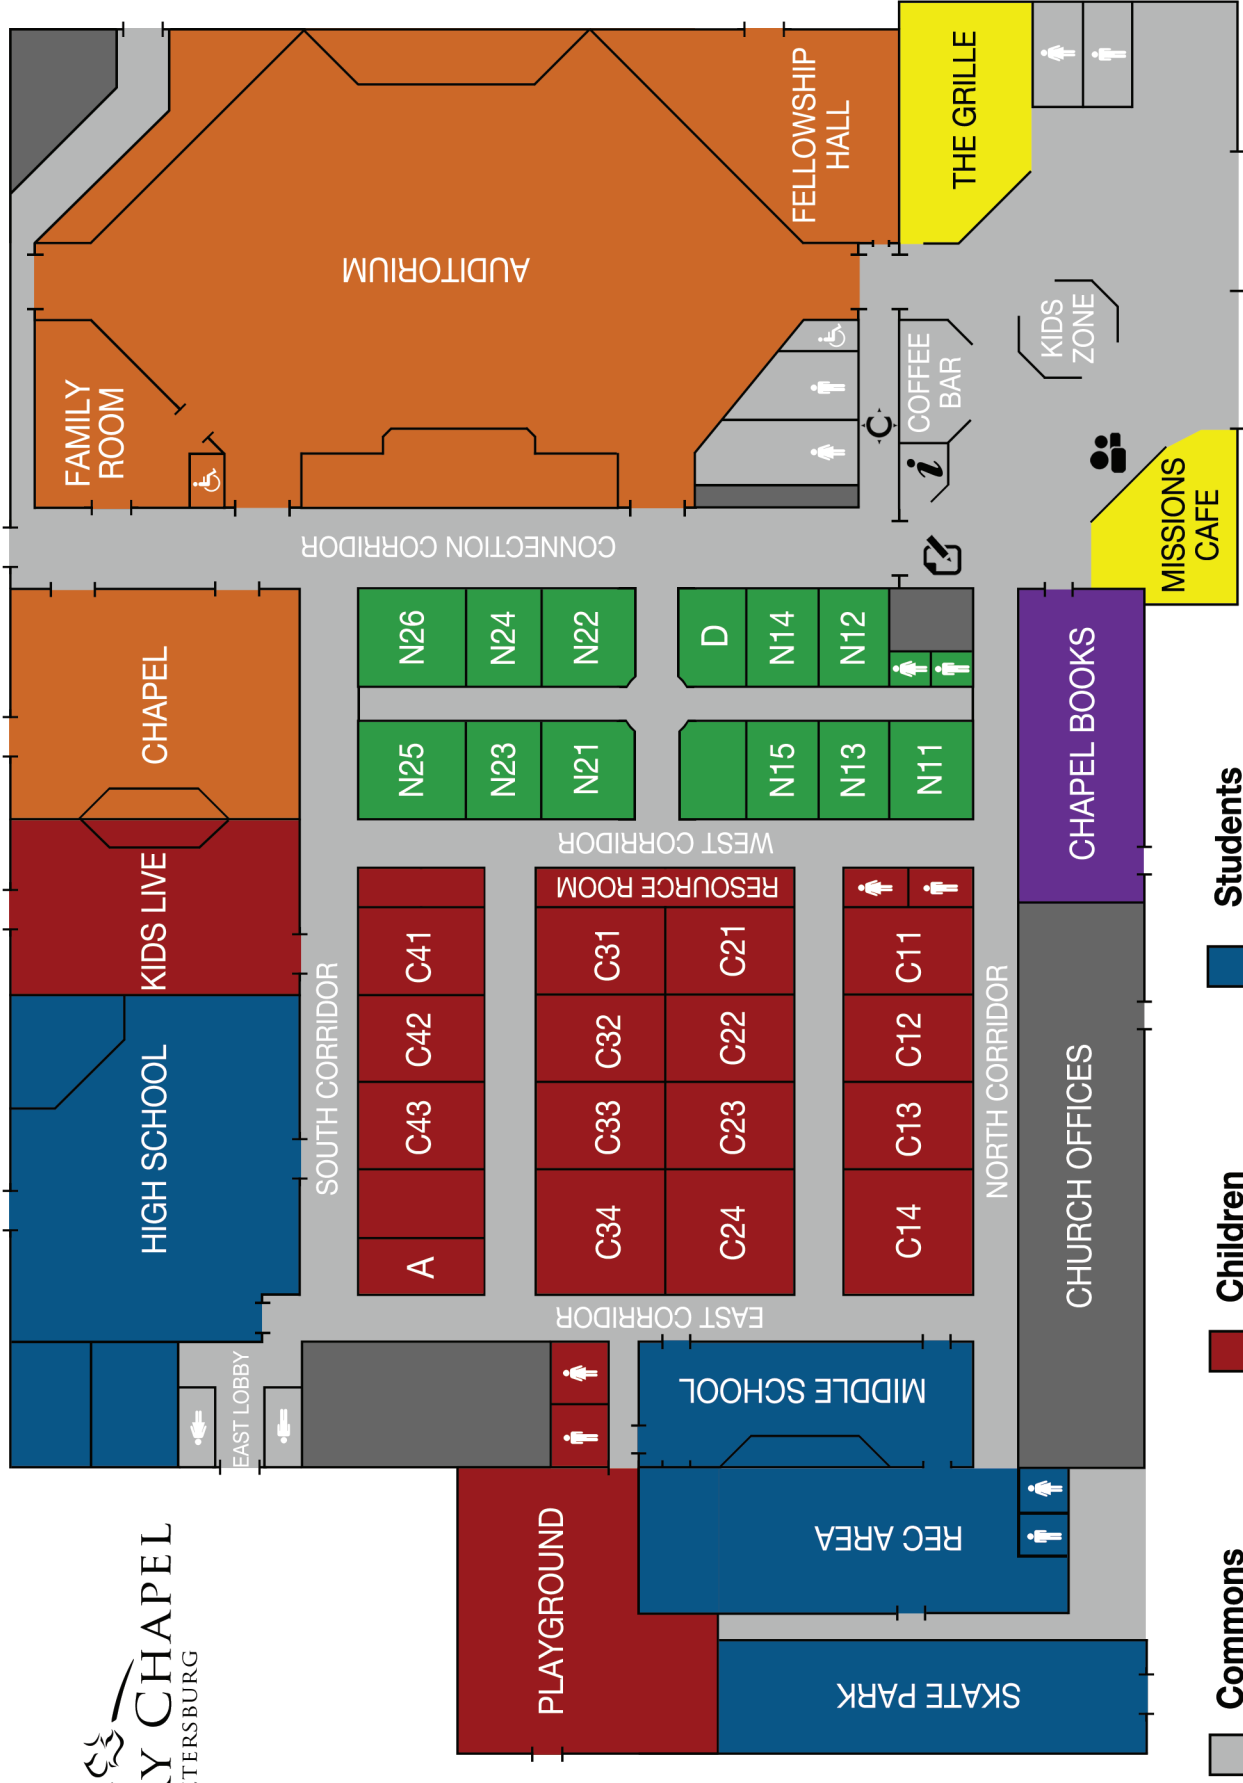 FELLOWSHIP
HALL
THE GRILLE
AUDITORIUM
FAMILY
ROOM
COFFEE
BAR
KIDS
ZONE
C
i
MISSIONS
CAFE
CONNECTION CORRIDOR
CHAPEL
N26
N24
N22
D
N14
N12
N25
N23
N21
N15
N13
N11
CHAPEL BOOKS
WEST CORRIDOR
KIDS LIVE
RESOURCE ROOM
C41
C31
C21
C11
C42
C32
C22
C12
C43
C33
C23
C13
A
C34
C24
C14
SOUTH CORRIDOR
NORTH CORRIDOR
HIGH SCHOOL
CHURCH OFFICES
EAST CORRIDOR
EAST LOBBY
MIDDLE SCHOOL
REC AREA
PLAYGROUND
SKATE PARK
Y CHAPEL
TERSBURG
Students
Children
Commons